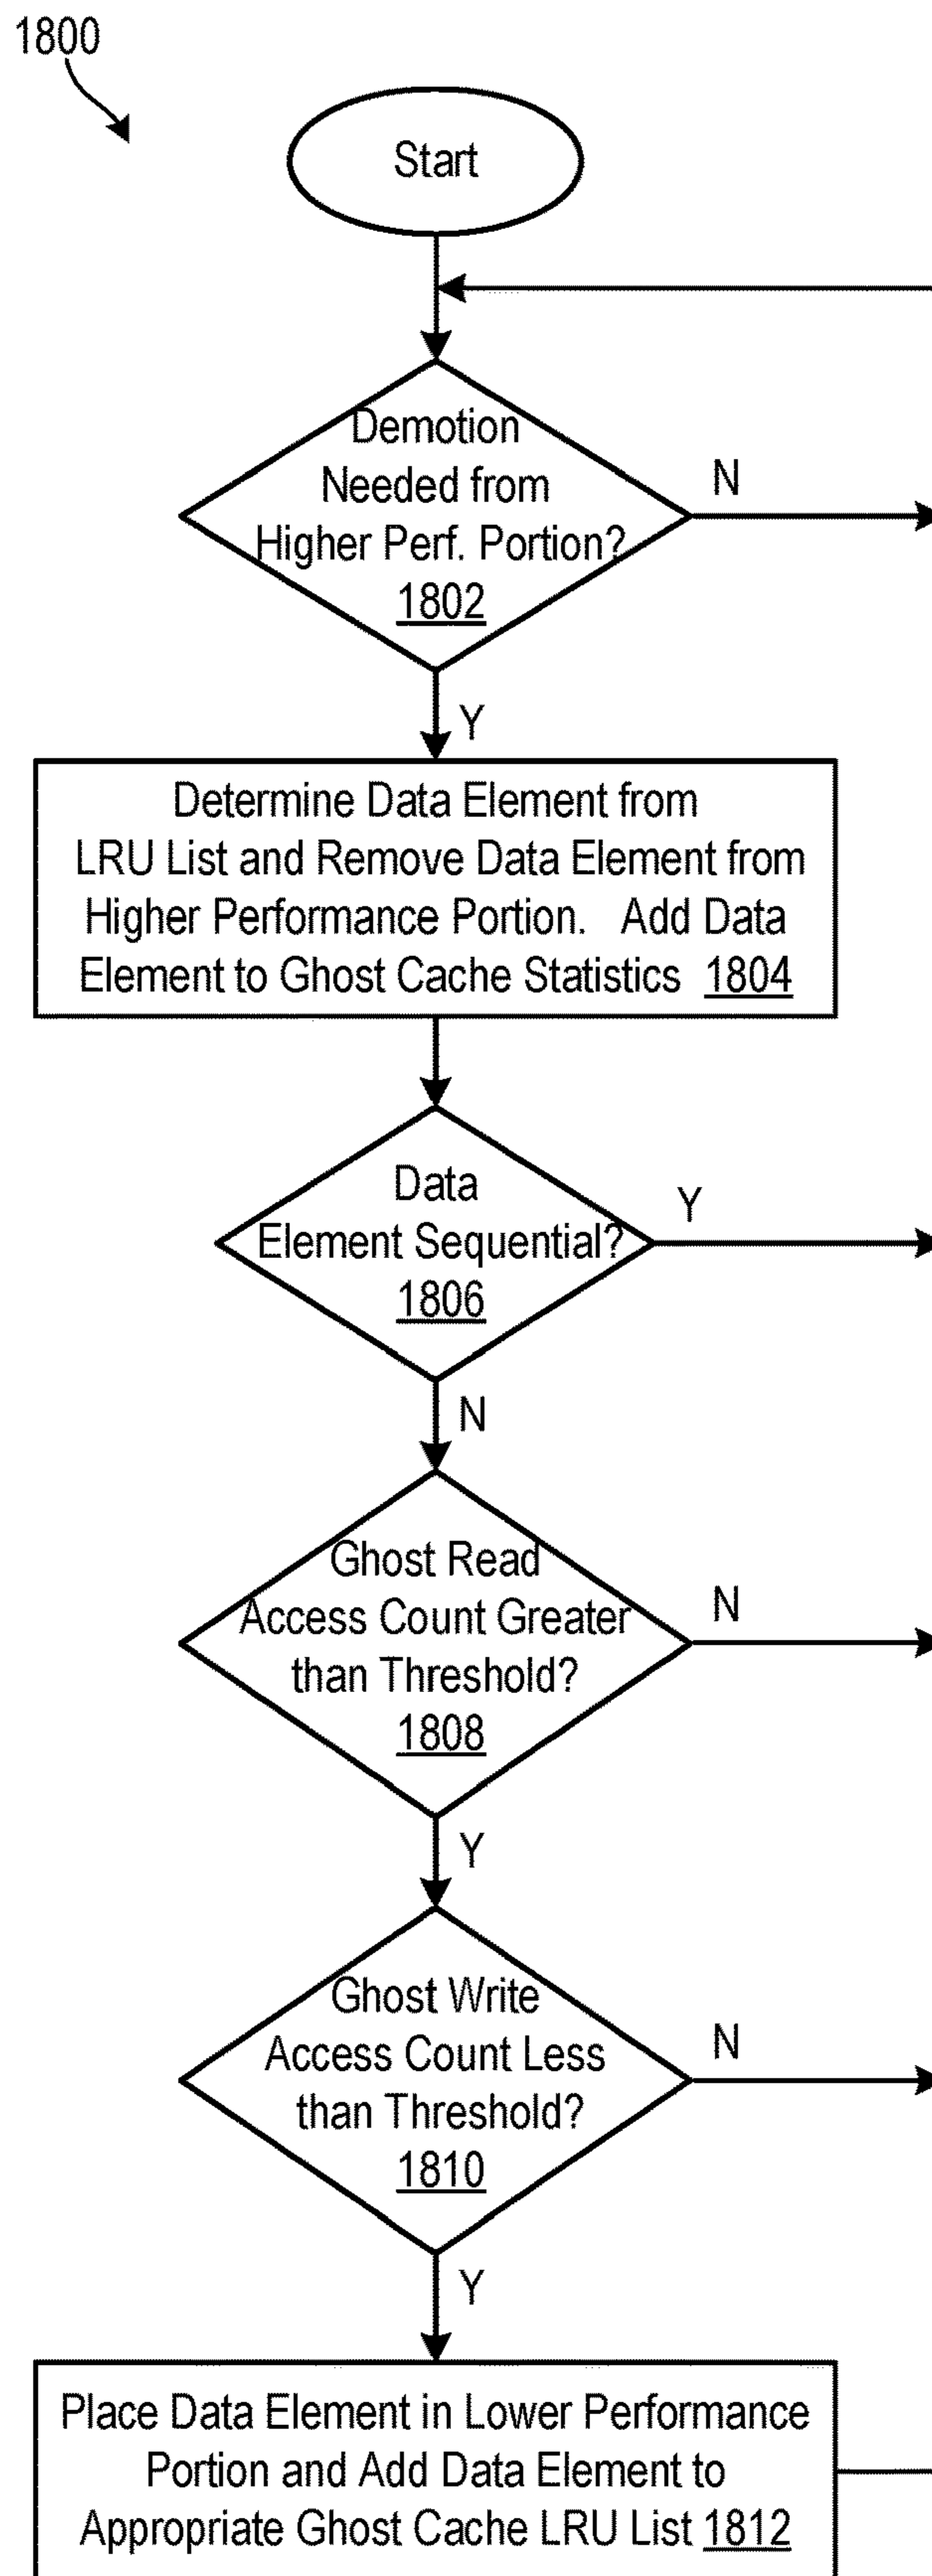 1800
Start
Demotion
Needed from
Higher Perf. Portion?
1802
N
Y
Determine Data Element from
LRU List and Remove Data Element from
Higher Performance Portion. Add Data
Element to Ghost Cache Statistics 1804
Data
Element Sequential?
1806
Y
N
Ghost Read
Access Count Greater
than Threshold?
1808
N
Y
Ghost Write
Access Count Less
than Threshold?
1810
N
Y
Place Data Element in Lower Performance
Portion and Add Data Element to
Appropriate Ghost Cache LRU List 1812